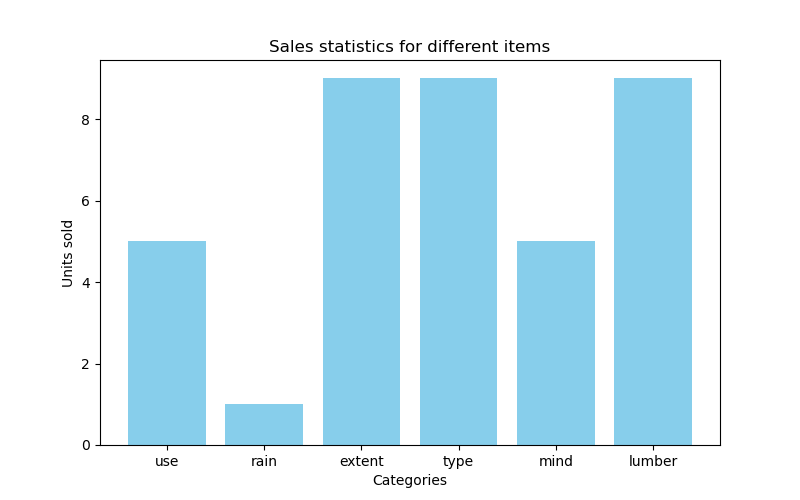 Sales statistics for different items
Units sold
8
6
4
2
0
use rain extent type mind lumber
Categories